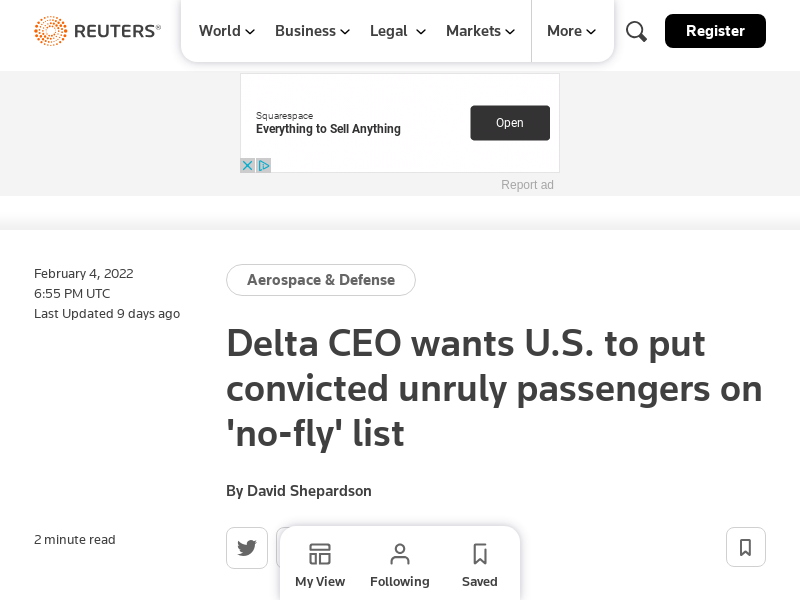 REUTERS®
World
Business
Legal
Markets
More
Register
Squarespace
Everything to Sell Anything
Open
Report ad
February 4, 2022
6:55 PM UTC
Last Updated 9 days ago
Aerospace & Defense
Delta CEO wants U.S. to put
convicted unruly passengers on
'no-fly' list
By David Shepardson
2 minute read
My View
Following
Saved